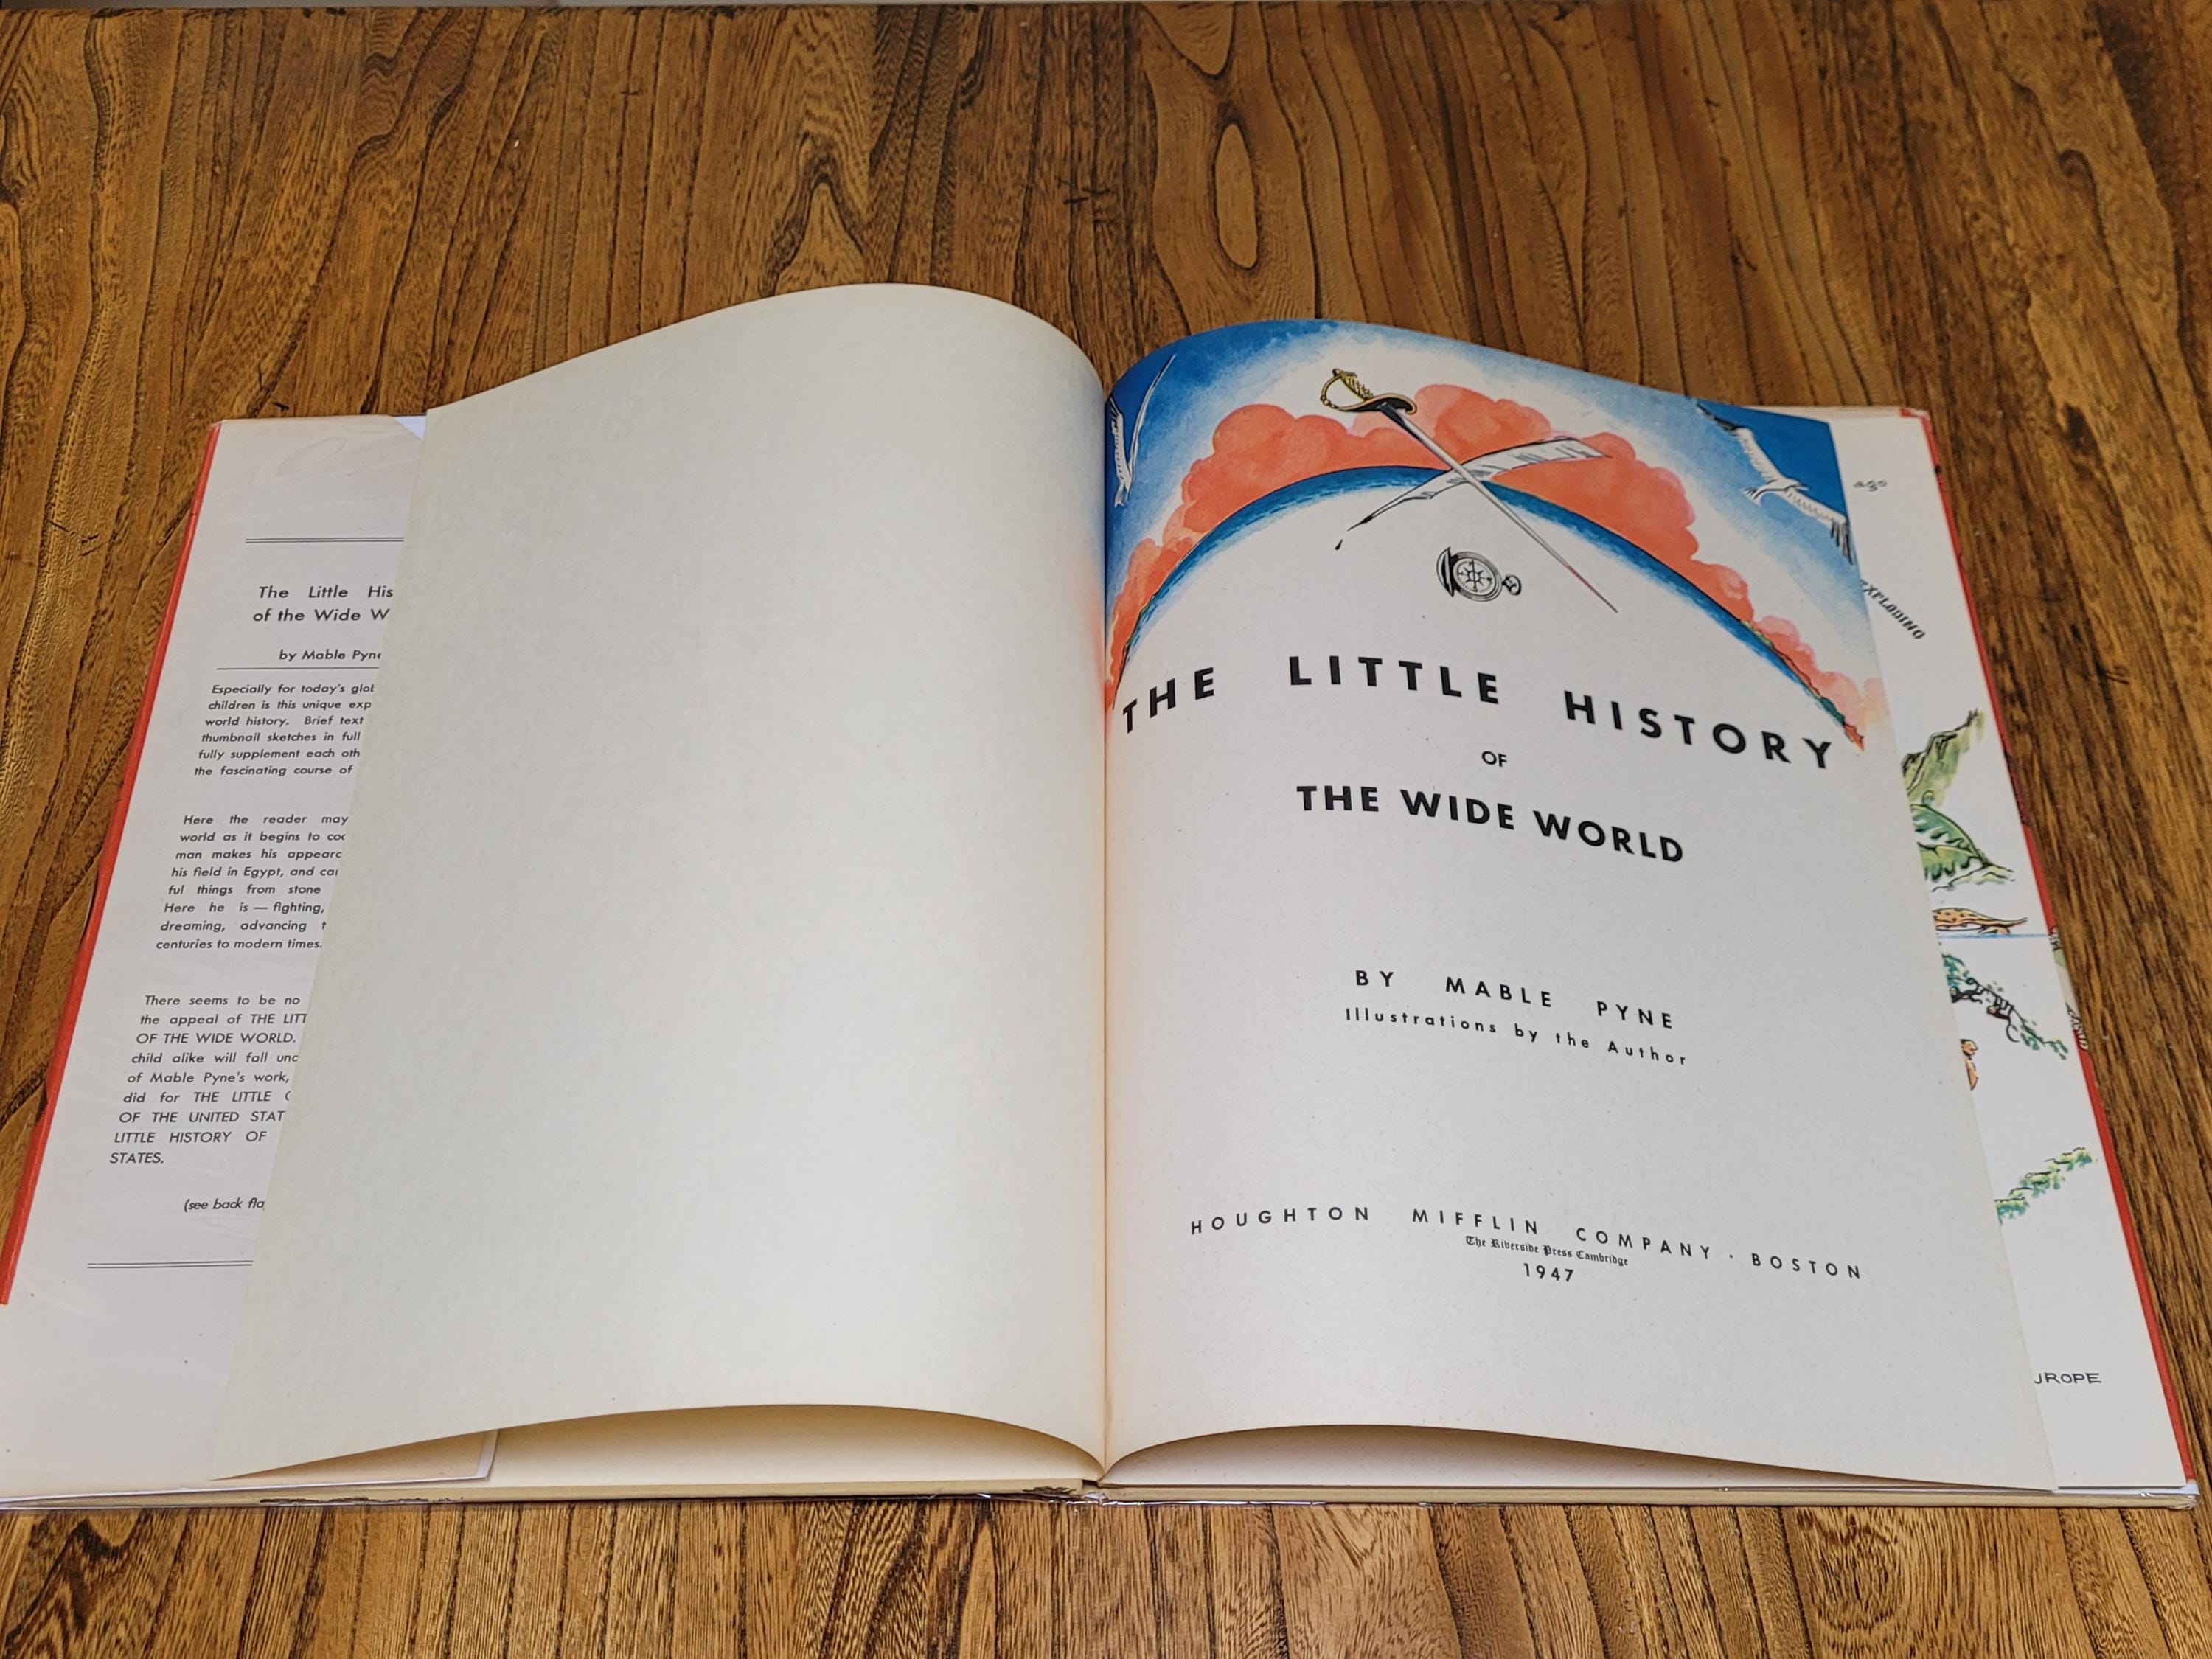 The Little His
of the Wide W
by Mable Pyne
Especially for today's glob
children is this unique exp
world history. Brief text
thumbnail sketches in full
fully supplement each oth
the fascinating course of
Here the reader may
world as it begins to coo
man makes his appearc
his field in Egypt, and car
ful things from stone
Here he is — fighting,
dreaming, advancing t
centuries to modern times.
There seems to be no
the appeal of THE LITT
OF THE WIDE WORLD.
child alike will fall unc
of Mable Pyne's work,
did for THE LITTLE
OF THE UNITED STAT
LITTLE HISTORY OF
STATES.
(see back fla
THE LITTLE HISTORY
OF
THE WIDE WORLD
BY MABLE PYNE
Illustrations by the Author
HOUGHTON MIFFLIN COMPANY · BOSTON
The Riverside Press Cambridge
1947
ago
EXPLODING
UROPE